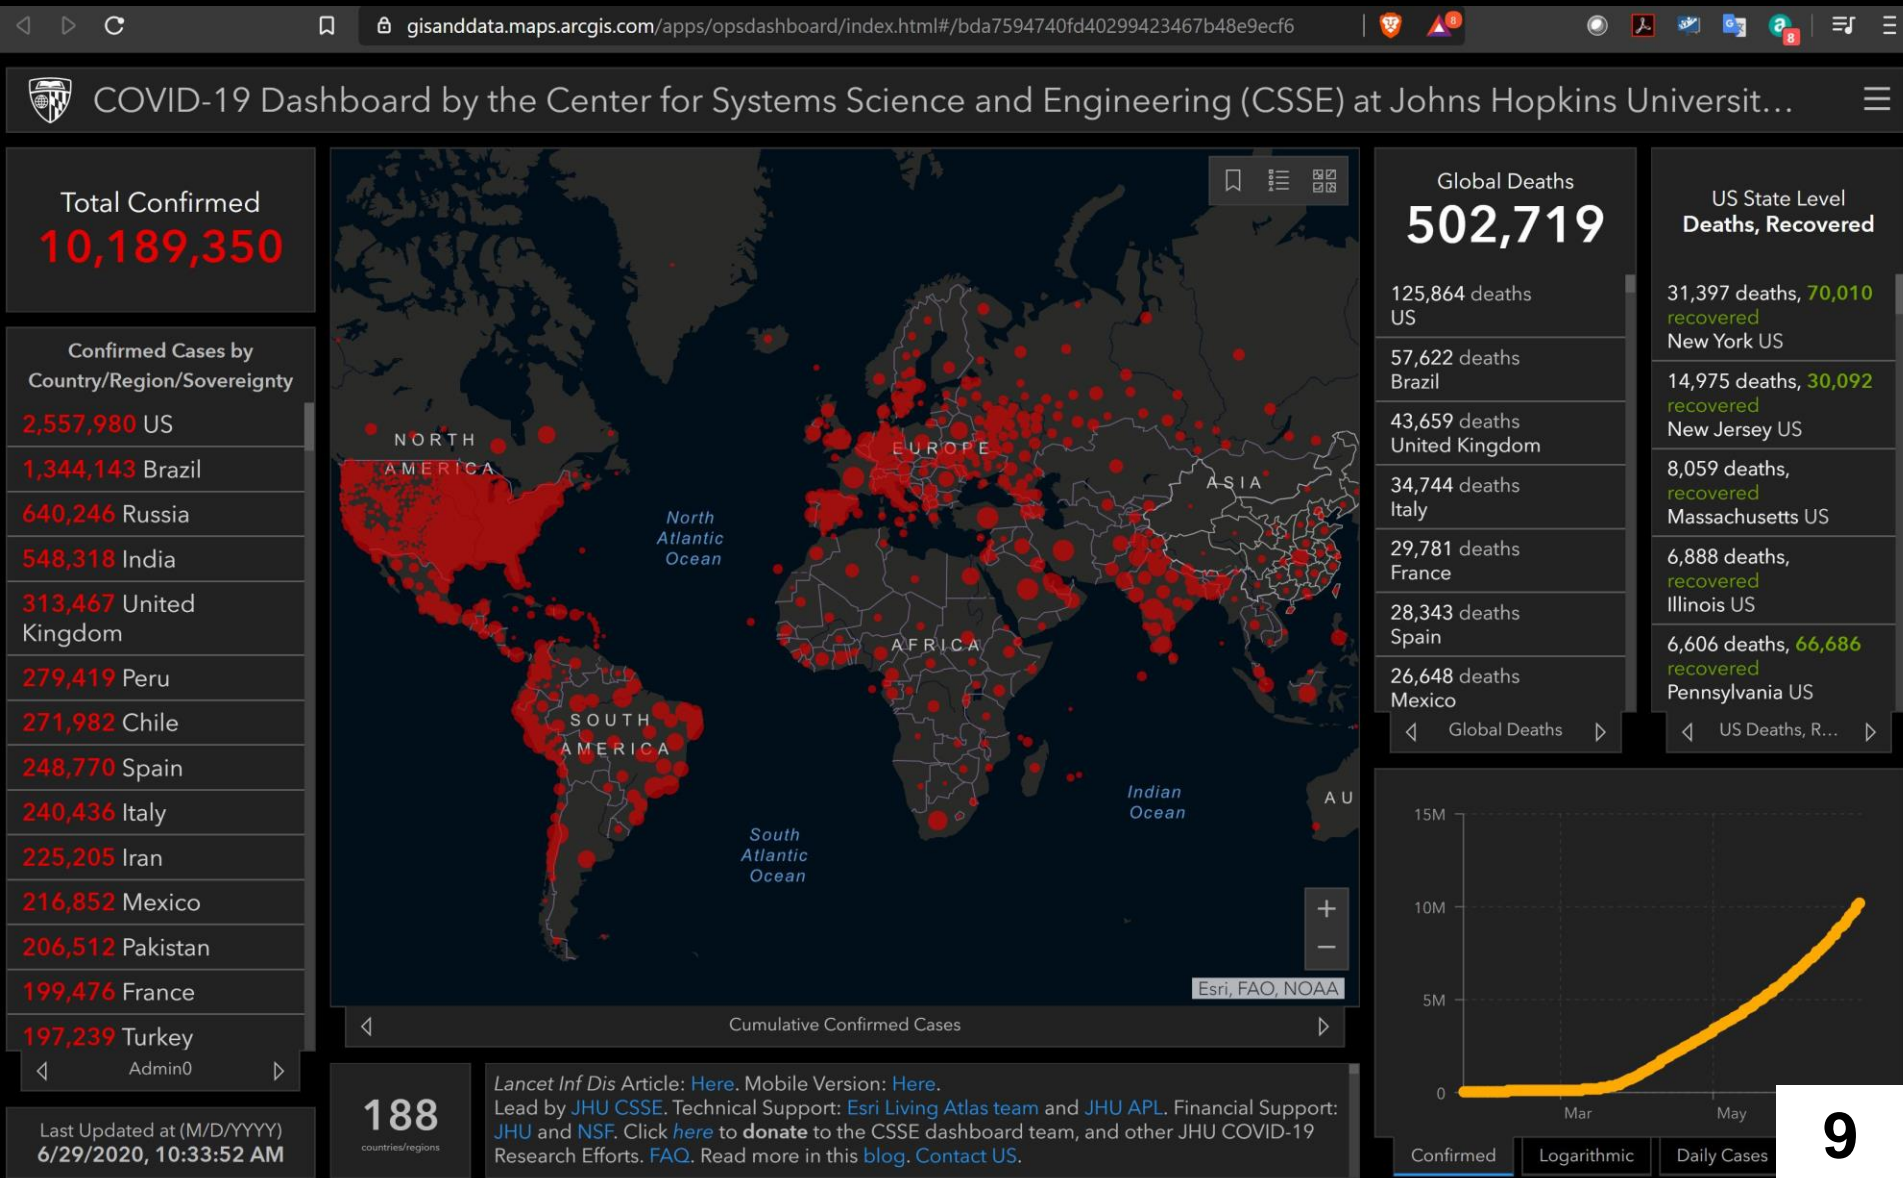 gisanddata.maps.arcgis.com/apps/opsdashboard/index.html#/bda7594740fd40299423467b48e9ecf6
8
8
COVID-19 Dashboard by the Center for Systems Science and Engineering (CSSE) at Johns Hopkins Universit...
Total Confirmed
10,189,350
Confirmed Cases by
Country/Region/Sovereignty
2,557,980 US
1,344,143 Brazil
640,246 Russia
548,318 India
313,467 United
Kingdom
279,419 Peru
271,982 Chile
248,770 Spain
240,436 Italy
225,205 Iran
216,852 Mexico
206,512 Pakistan
199,476 France
197,239 Turkey
Admin0
Last Updated at (M/D/YYYY)
6/29/2020, 10:33:52 AM
NORTH
AMERICA
EUROPE
ASIA
North
Atlantic
Ocean
AFRICA
SOUTH
AMERICA
Indian
Ocean
AU
South
Atlantic
Ocean
Esri, FAO, NOAA
Cumulative Confirmed Cases
188
countries/regions
Lancet Inf Dis Article: Here. Mobile Version: Here.
Lead by JHU CSSE. Technical Support: Esri Living Atlas team and JHU APL. Financial Support:
JHU and NSF. Click here to donate to the CSSE dashboard team, and other JHU COVID-19
Research Efforts. FAQ. Read more in this blog. Contact US.
Global Deaths
502,719
125,864 deaths
US
57,622 deaths
Brazil
43,659 deaths
United Kingdom
34,744 deaths
Italy
29,781 deaths
France
28,343 deaths
Spain
26,648 deaths
Mexico
Global Deaths
US State Level
Deaths, Recovered
31,397 deaths, 70,010
recovered
New York US
14,975 deaths, 30,092
recovered
New Jersey US
8,059 deaths,
recovered
Massachusetts US
6,888 deaths,
recovered
Illinois US
6,606 deaths, 66,686
recovered
Pennsylvania US
US Deaths, R...
15M
10M
5M
0
Mar
May
Confirmed
Logarithmic
Daily Cases
9